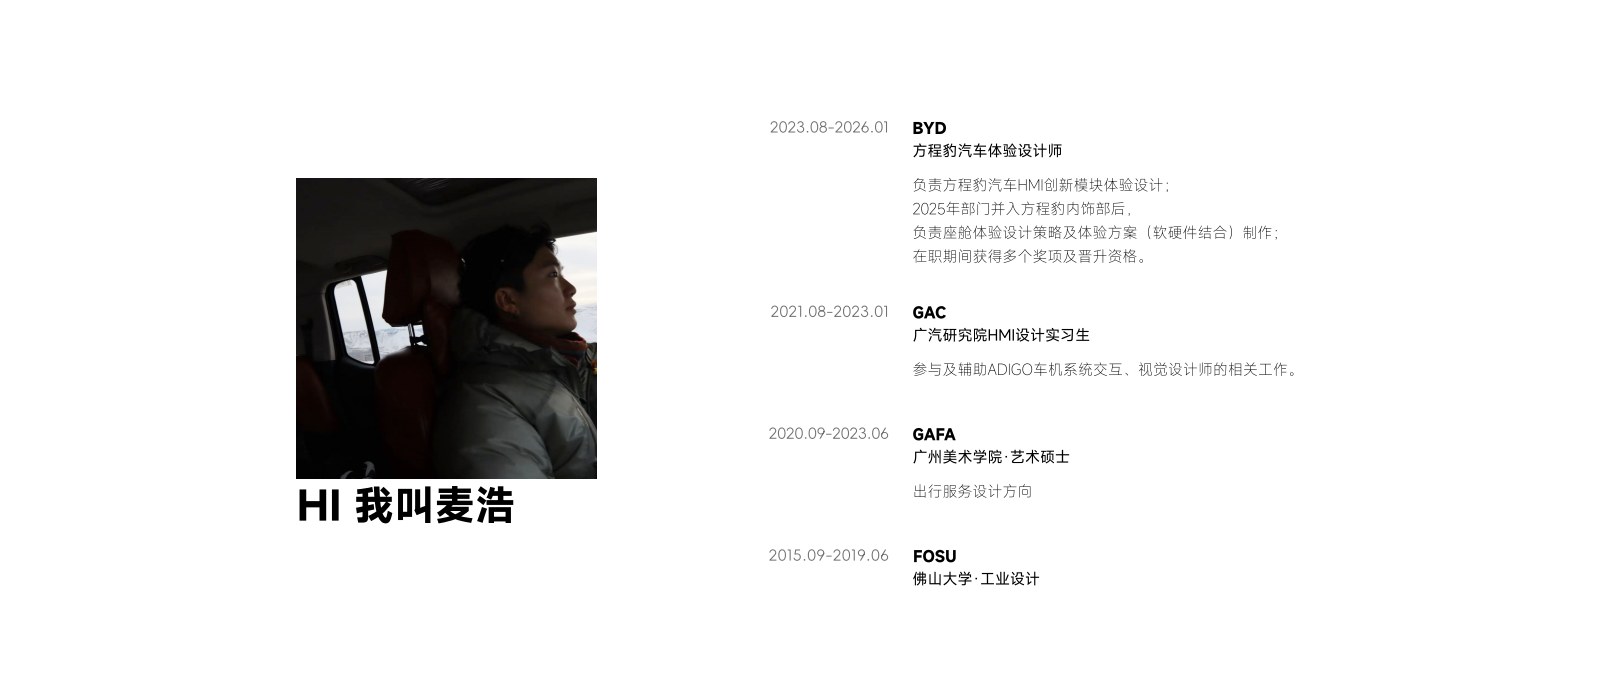 HI 我叫麦浩
2023.08-2026.01
BYD
方程豹汽车体验设计师
负责方程豹汽车HMI创新模块体验设计；
2025年部门并入方程豹内饰部后，
负责座舱体验设计策略及体验方案（软硬件结合）制作；
在职期间获得多个奖项及晋升资格。
2021.08-2023.01
GAC
广汽研究院HMI设计实习生
参与及辅助ADIGO车机系统交互、视觉设计师的相关工作。
2020.09-2023.06
GAFA
广州美术学院·艺术硕士
出行服务设计方向
2015.09-2019.06
FOSU
佛山大学·工业设计